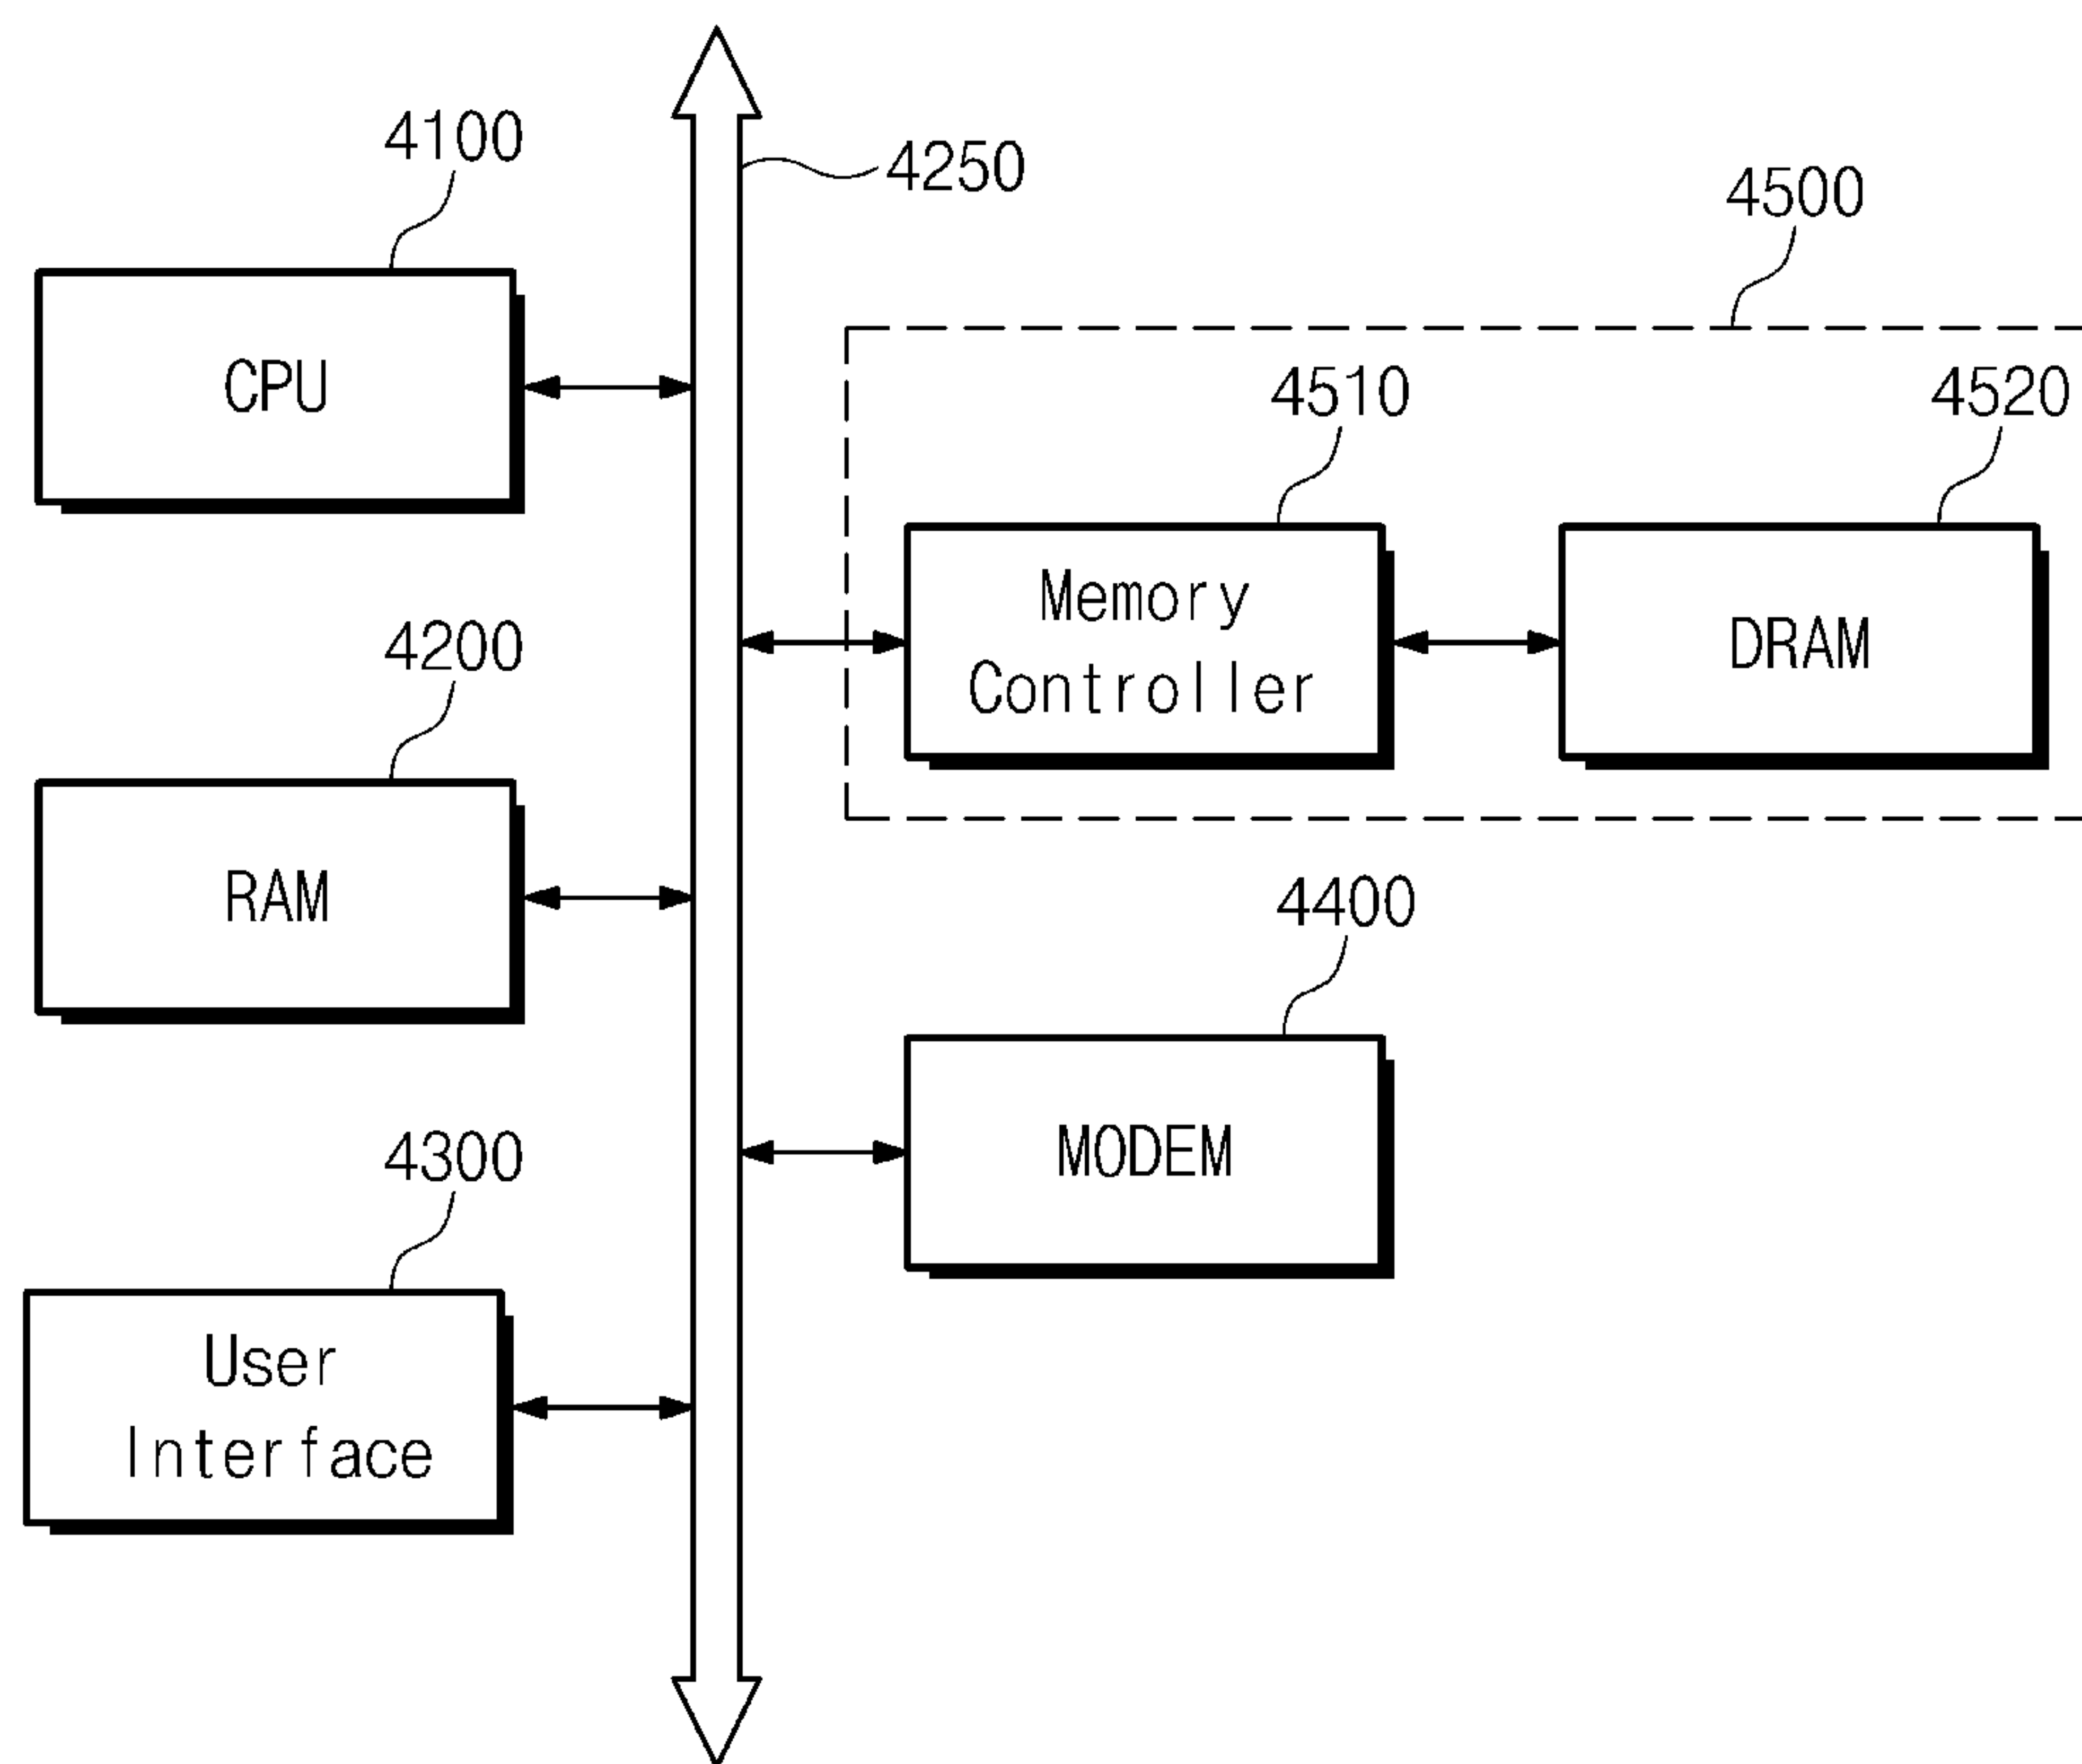 4100
4250
4500
CPU
4510
4520
Memory
Controller
DRAM
4200
RAM
4400
MODEM
4300
User
Interface